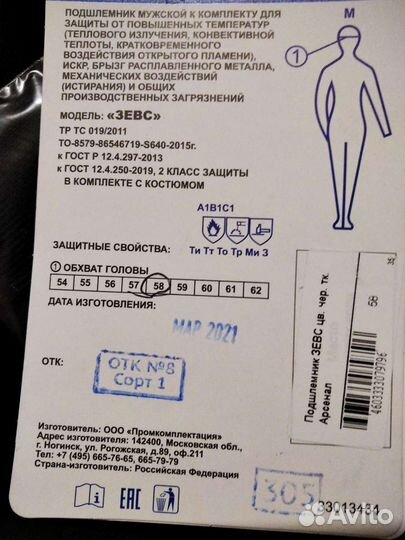 ПОДШЛЕМНИК МУЖСКОЙ К КОМПЛЕКТУ ДЛЯ
ЗАЩИТЫ ОТ ПОВЫШЕННЫХ ТЕМПЕРАТУР
(ТЕПЛОВОГО ИЗЛУЧЕНИЯ, КОНВЕКТИВНОЙ
ТЕПЛОТЫ, КРАТКОВРЕМЕННОГО
ВОЗДЕЙСТВИЯ ОТКРЫТОГО ПЛАМЕНИ),
ИСКР, БРЫЗГ РАСПЛАВЛЕННОГО МЕТАЛЛА,
МЕХАНИЧЕСКИХ ВОЗДЕЙСТВИЙ
(ИСТИРАНИЯ) И ОБЩИХ
ПРОИЗВОДСТВЕННЫХ ЗАГРЯЗНЕНИЙ
М
1
МОДЕЛЬ: «ЗЕВС»
ТР ТС 019/2011
ТО-8579-86546719-S640-2015г.
к ГОСТ Р 12.4.297-2013
к ГОСТ 12.4.250-2019, 2 КЛАСС ЗАЩИТЫ
В КОМПЛЕКТЕ С КОСТЮМОМ
A1B1C1
ЗАЩИТНЫЕ СВОЙСТВА: Ти Тт То Тр Ми З
1 ОБХВАТ ГОЛОВЫ
54 55 56 57 58 59 60 61 62
ДАТА ИЗГОТОВЛЕНИЯ:
МАР 2021
ОТК:
ОТК №8
Сорт 1
Подшлемник ЗЕВС цв. чер. тк.
Арсенал
58
4603333079796
Изготовитель: ООО «Промкомплектация»
Адрес изготовителя: 142400, Московская обл.,
г. Ногинск, ул. Рогожская, д.89, оф.211
Тел: +7 (495) 665-76-65, 665-79-79
Страна-изготовитель: Российская Федерация
i
EAC
305
33013434
Avito